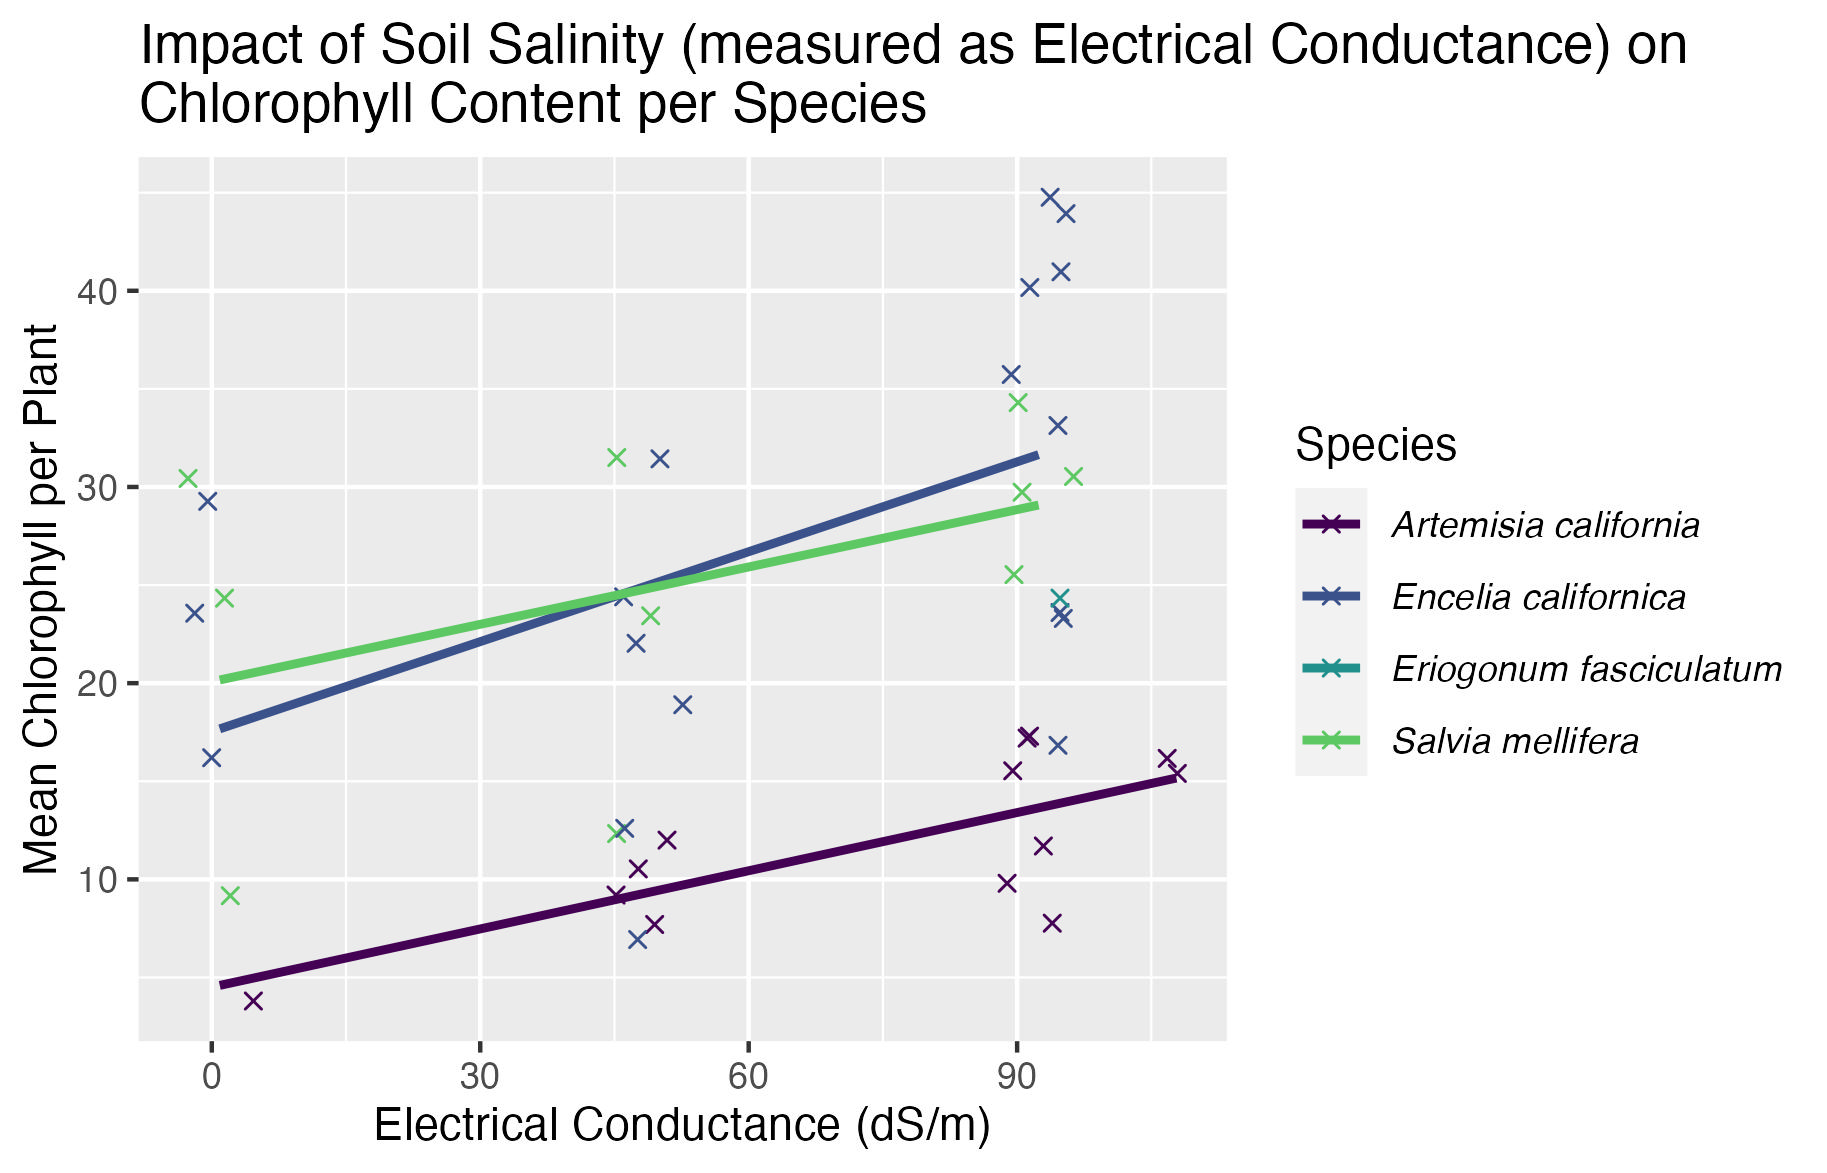 Impact of Soil Salinity (measured as Electrical Conductance) on
Chlorophyll Content per Species
Mean Chlorophyll per Plant
40
30
20
10
0
30
60
90
Electrical Conductance (dS/m)
Species
Artemisia california
Encelia californica
Eriogonum fasciculatum
Salvia mellifera